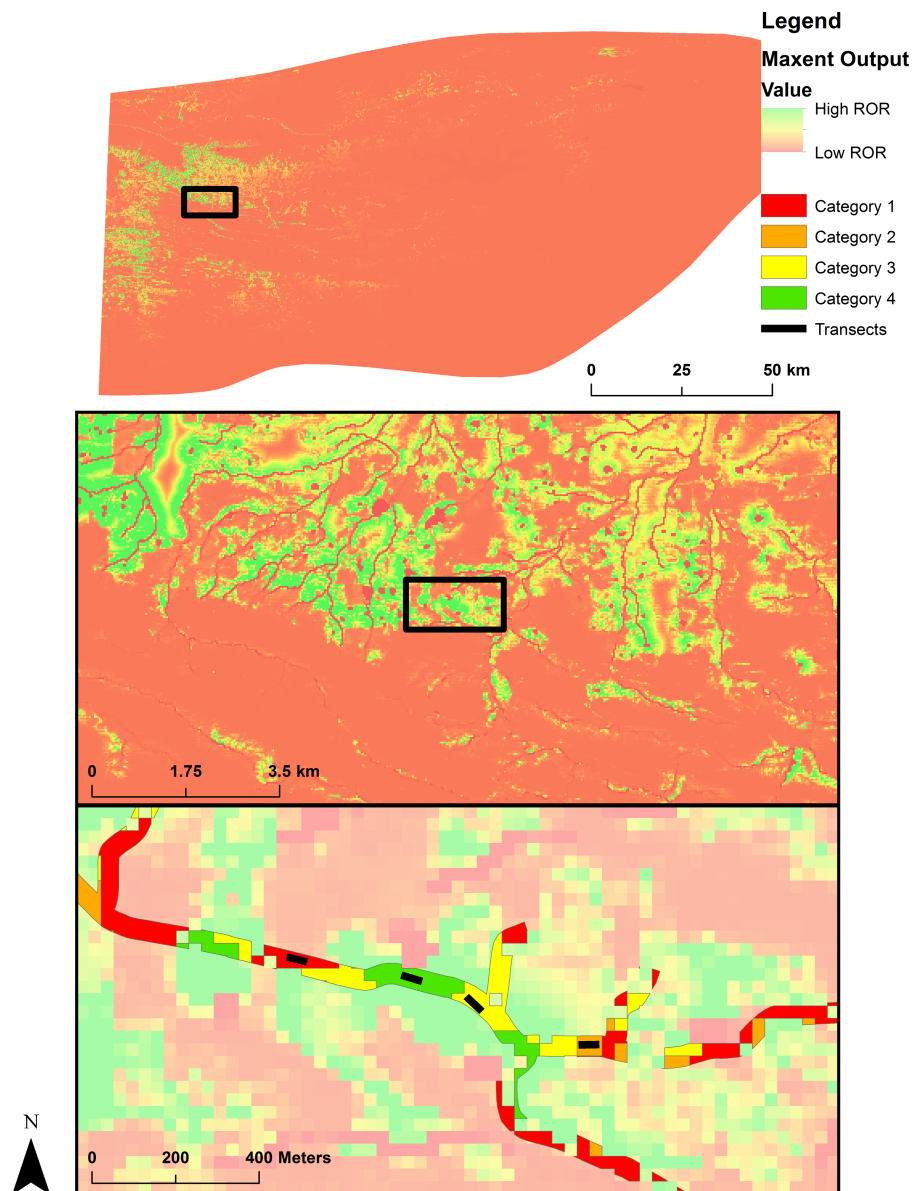 Legend
Maxent Output
Value
High ROR
Low ROR
Category 1
Category 2
Category 3
Category 4
Transects
0 25 50 km
0 1.75 3.5 km
N
0 200 400 Meters